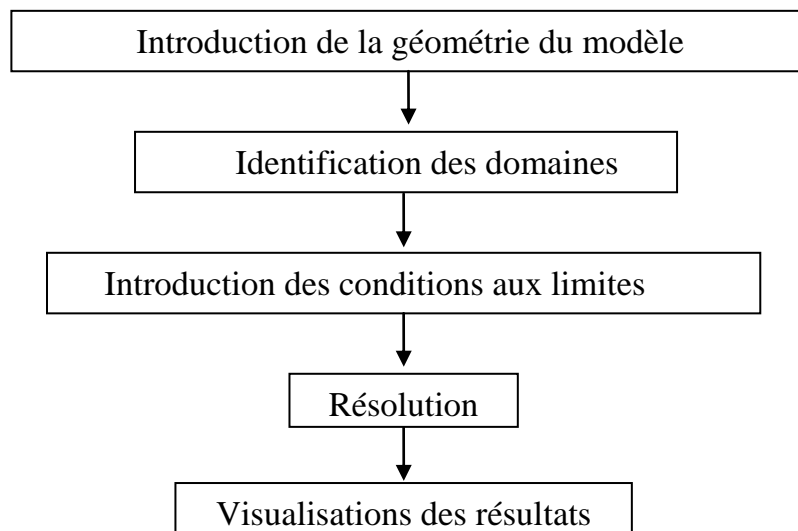 Introduction de la géométrie du modèle
Identification des domaines
Introduction des conditions aux limites
Résolution
Visualisations des résultats